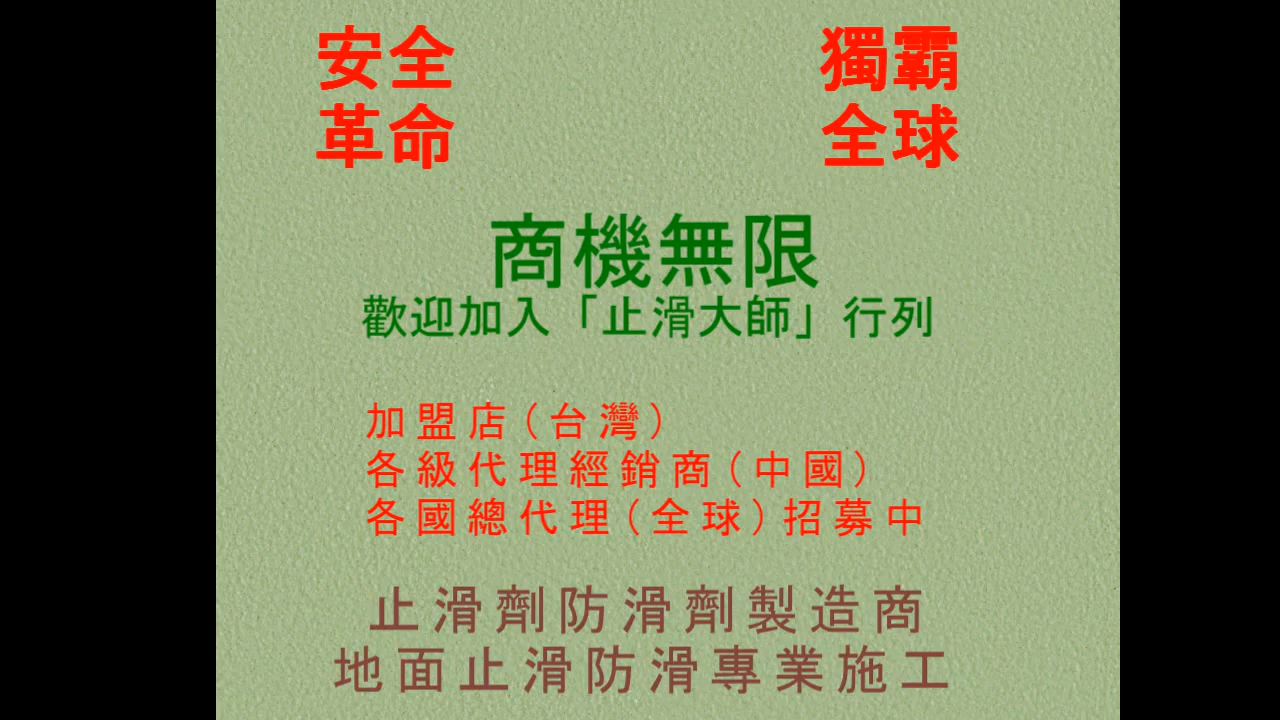 安全
革命
獨霸
全球
商機無限
歡迎加入「止滑大師」行列
加盟店(台灣)
各級代理經銷商(中國)
各國總代理(全球)招募中
止滑劑防滑劑製造商
地面止滑防滑專業施工